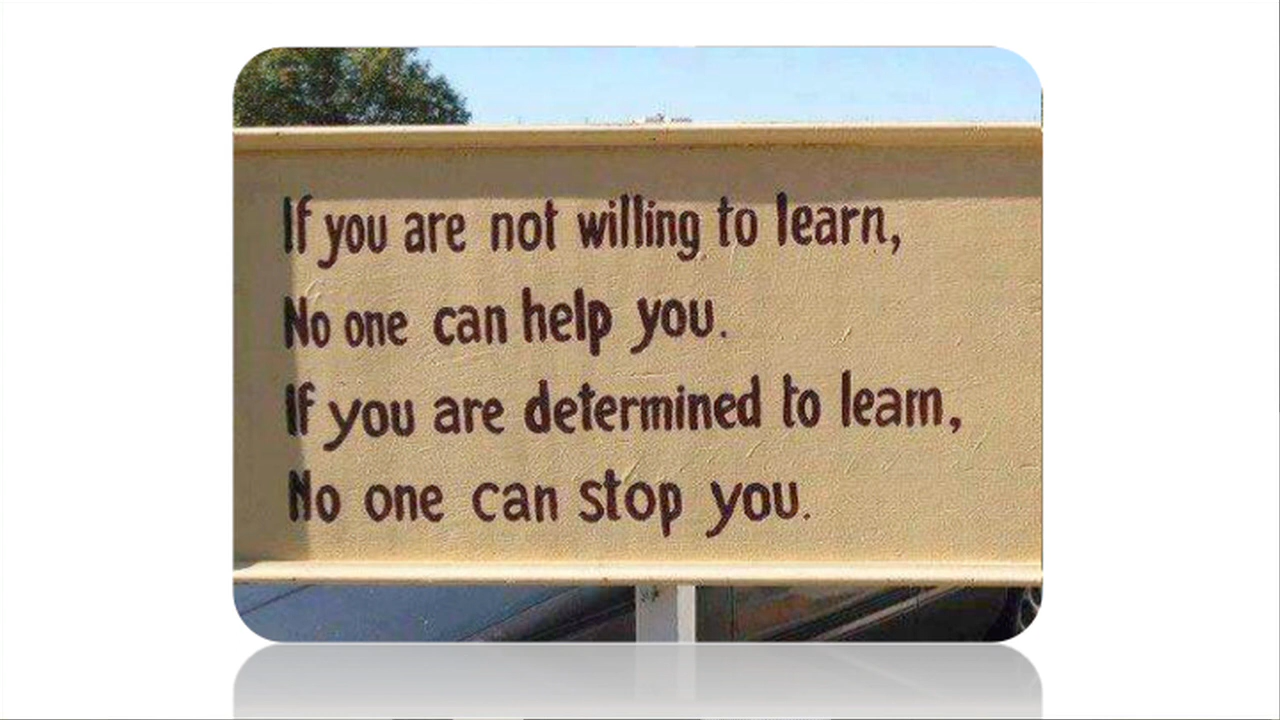 If you are not willing to learn,
No one can help you.
If you are determined to learn,
No one can stop you.